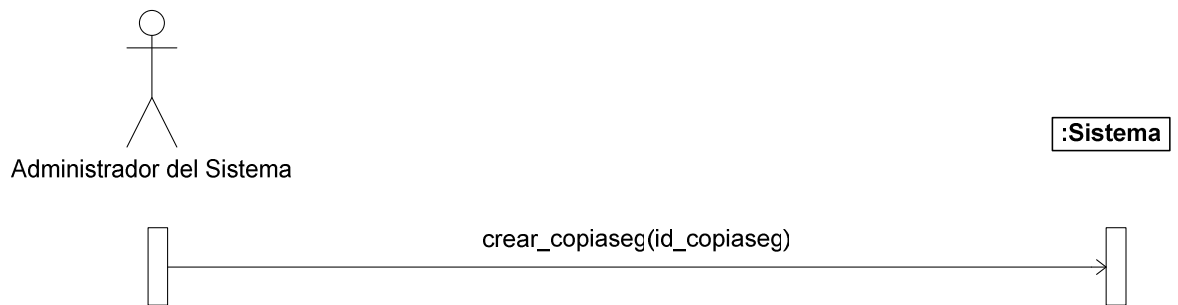 :Sistema
Administrador del Sistema
crear_copiaseg(id_copiaseg)